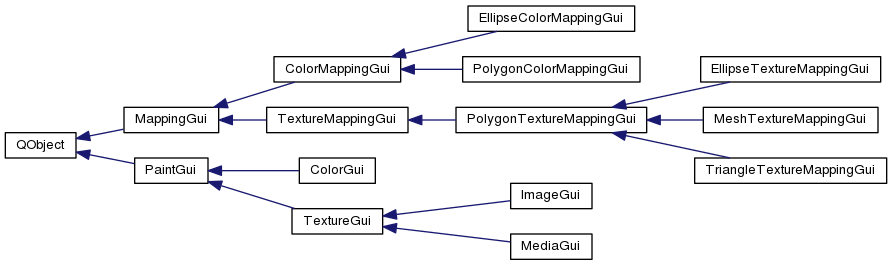 EllipseColorMappingGui
ColorMappingGui
PolygonColorMappingGui
EllipseTextureMappingGui
MappingGui
TextureMappingGui
PolygonTextureMappingGui
MeshTextureMappingGui
QObject
PaintGui
ColorGui
TriangleTextureMappingGui
ImageGui
TextureGui
MediaGui